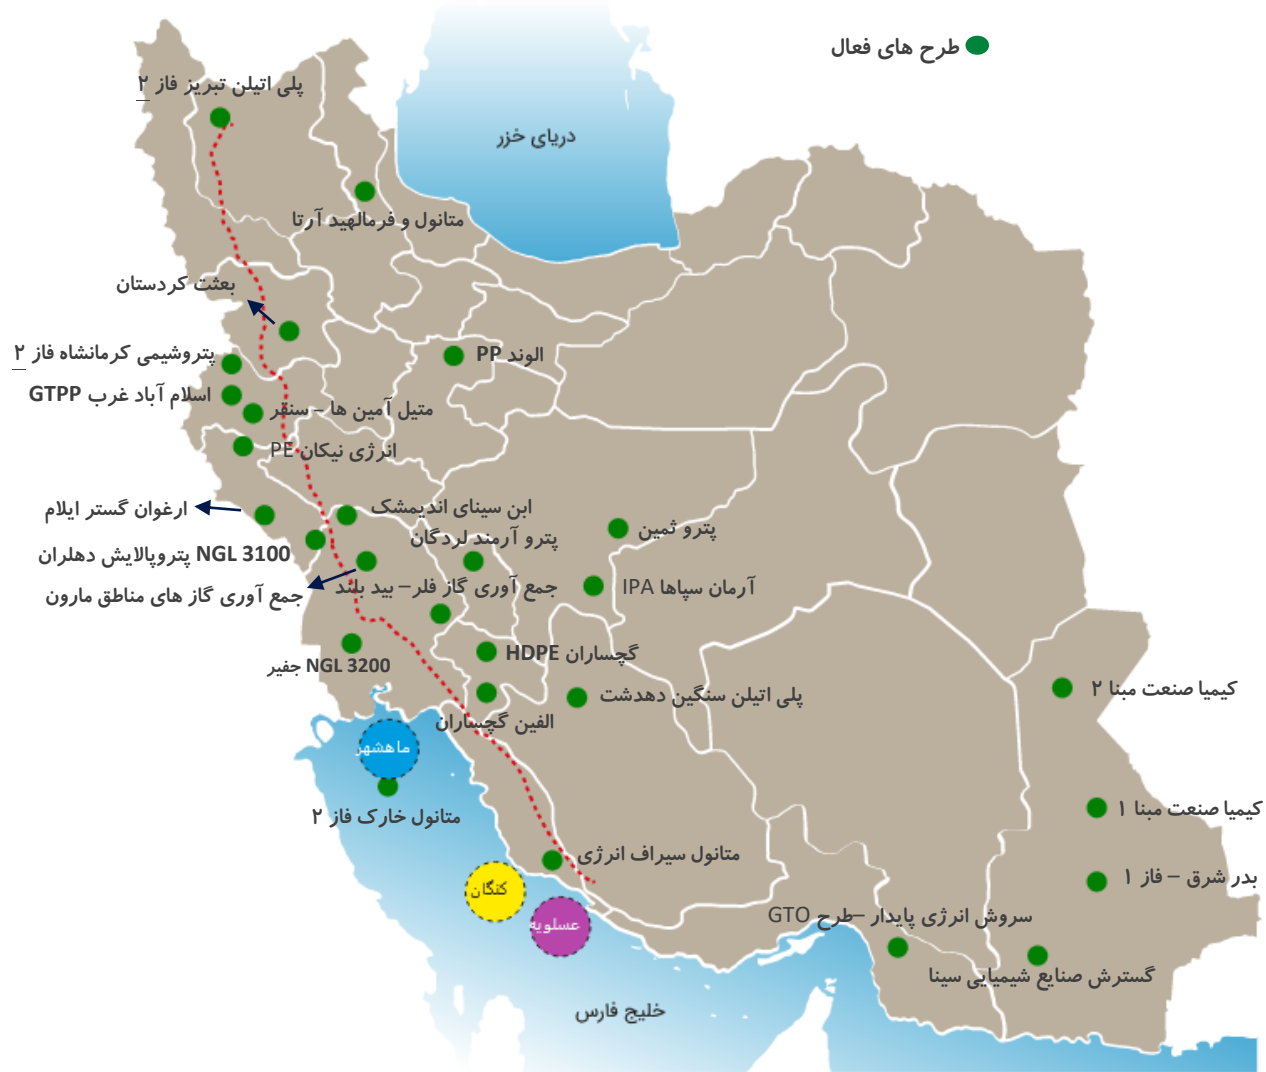 طرح های فعال
پلی اتیلن تبریز فاز ۲
دریای خزر
متانول و فرمالهید آرتا
بعثت کردستان
پتروشیمی کرمانشاه فاز ۲
الوند PP
اسلام آباد غرب GTPP
متیل آمین ها – سنقر
انرژی نیکان PE
ارغوان گستر ایلام
ابن سینای اندیمشک
پترو ثمین
پترو آرمند لردگان
NGL 3100 پتروپالایش دهلران
جمع آوری گاز فلر– بید بلند
آرمان سپاها IPA
جمع آوری گاز های مناطق مارون
گچساران HDPE
NGL 3200 جفیر
کیمیا صنعت مبنا ۲
پلی اتیلن سنگین دهدشت
الفین گچساران
ماهشهر
متانول خارک فاز ۲
کیمیا صنعت مبنا ۱
متانول سیراف انرژی
بدر شرق – فاز ۱
کنگان
سروش انرژی پایدار –طرح GTO
عسلویه
گسترش صنایع شیمیایی سینا
خلیج فارس